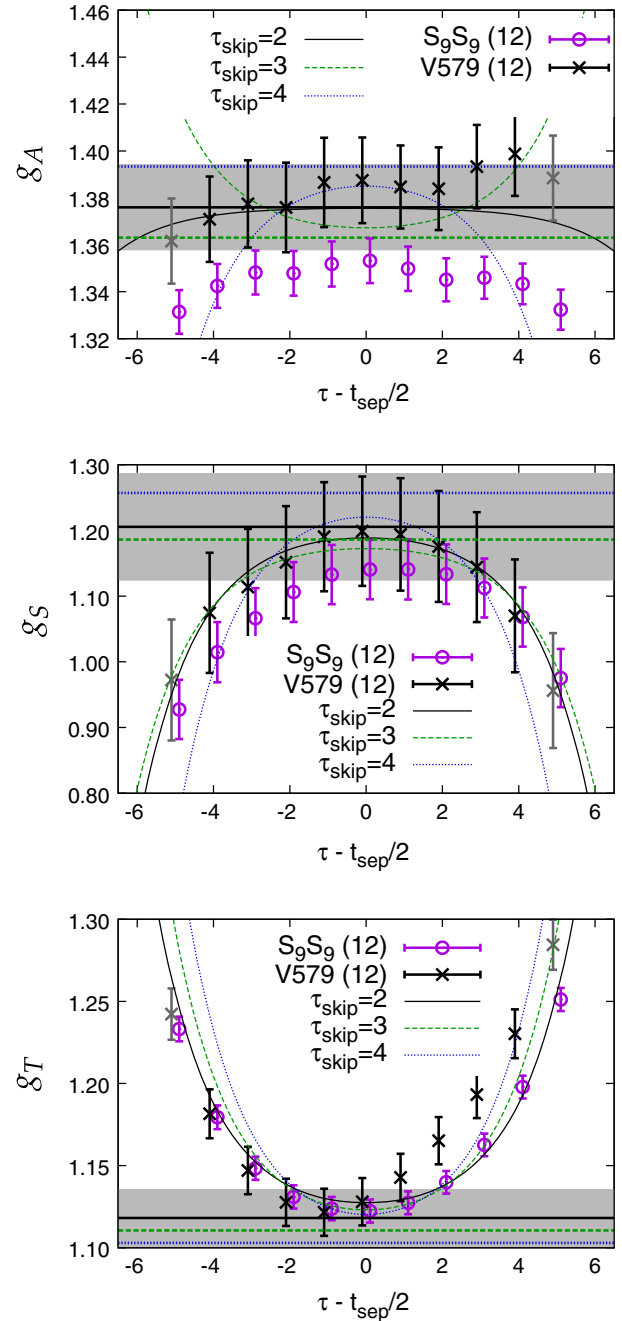 1.46
1.44
1.42
1.40
1.38
1.36
1.34
1.32
g_A
τ_skip=2
τ_skip=3
τ_skip=4
S_9S_9 (12)
V579 (12)
-6 -4 -2 0 2 4 6
τ - t_sep/2
1.30
1.20
1.10
1.00
0.90
0.80
g_S
S_9S_9 (12)
V579 (12)
τ_skip=2
τ_skip=3
τ_skip=4
-6 -4 -2 0 2 4 6
τ - t_sep/2
1.30
1.25
1.20
1.15
1.10
g_T
S_9S_9 (12)
V579 (12)
τ_skip=2
τ_skip=3
τ_skip=4
-6 -4 -2 0 2 4 6
τ - t_sep/2